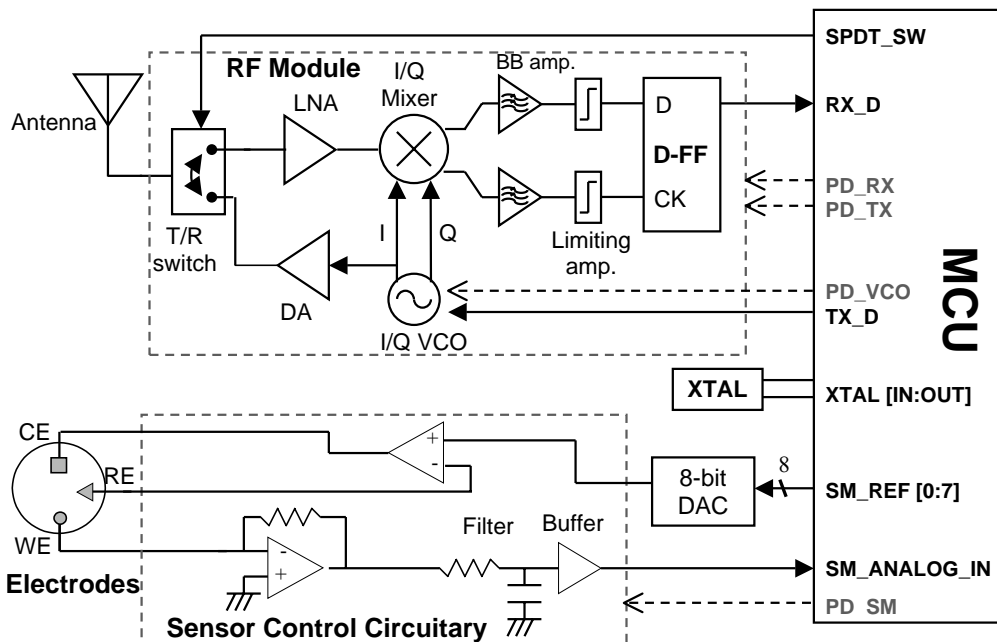 SPDT_SW
RF Module
I/Q
Mixer
BB amp.
LNA
Antenna
D
RX_D
D-FF
CK
PD_RX
PD_TX
T/R
switch
I
Q
Limiting
amp.
DA
PD_VCO
TX_D
I/Q VCO
MCU
XTAL
XTAL [IN:OUT]
CE
RE
+
-
8-bit
DAC
8
SM_REF [0:7]
WE
Filter
Buffer
-
+
SM_ANALOG_IN
Electrodes
PD_SM
Sensor Control Circuitary